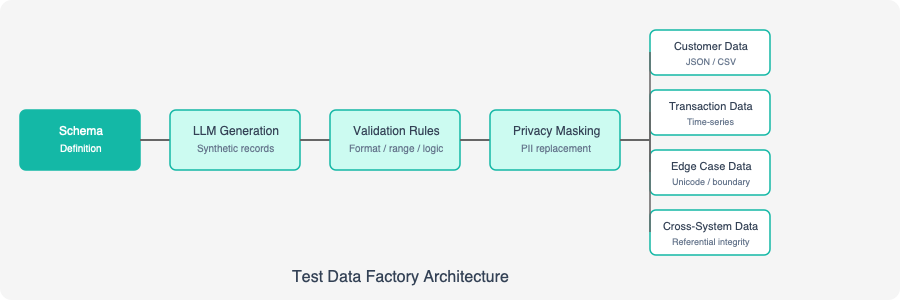 Schema
Definition
LLM Generation
Synthetic records
Validation Rules
Format / range / logic
Privacy Masking
PII replacement
Customer Data
JSON / CSV
Transaction Data
Time-series
Edge Case Data
Unicode / boundary
Cross-System Data
Referential integrity
Test Data Factory Architecture